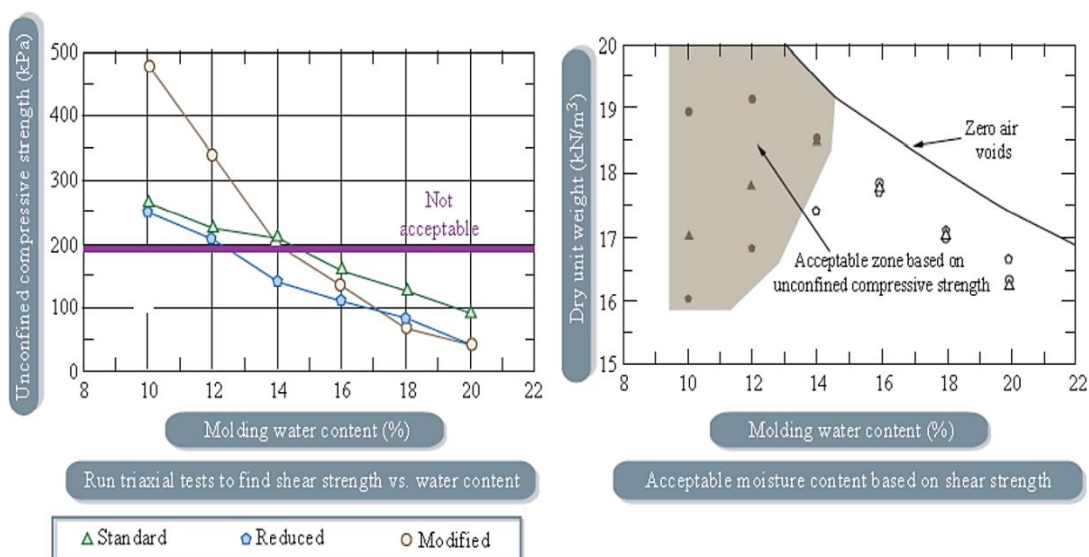 Unconfined compressive strength (kPa)
500
400
300
200
100
0
8 10 12 14 16 18 20 22
Not
acceptable
Molding water content (%)
Run triaxial tests to find shear strength vs. water content
Standard Reduced Modified
Dry unit weight (kN/m³)
20
19
18
17
16
15
8 10 12 14 16 18 20 22
Zero air
voids
Acceptable zone based on
unconfined compressive strength
Molding water content (%)
Acceptable moisture content based on shear strength